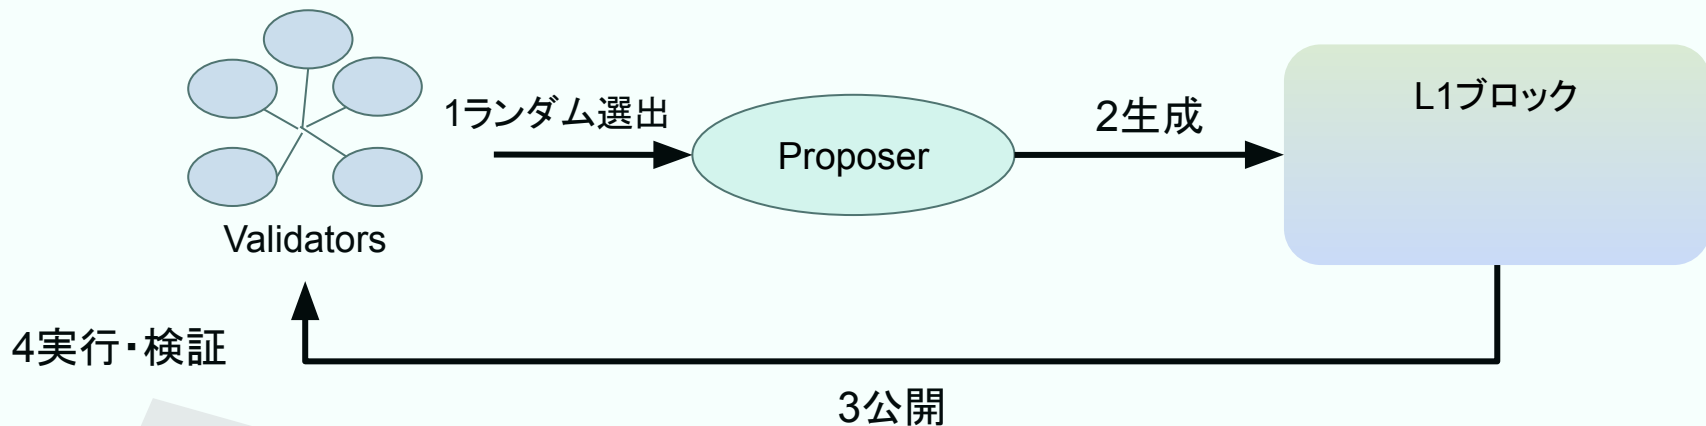 1ランダム選出
Proposer
2生成
L1ブロック
Validators
4実行・検証
3公開